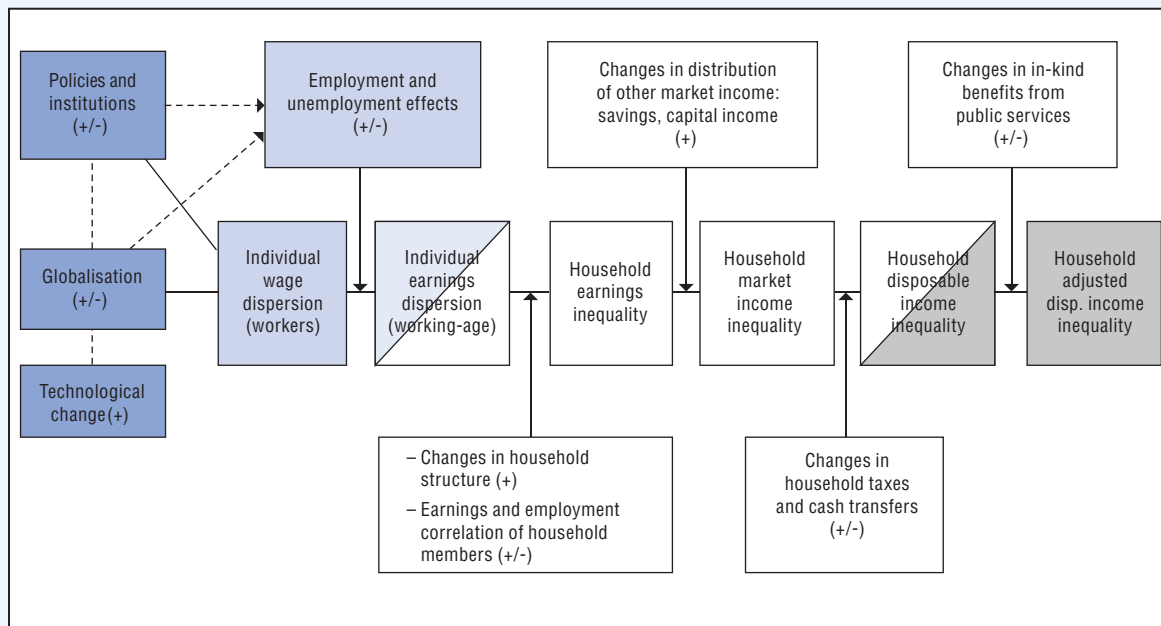 Policies and
institutions
(+/-)
Employment and
unemployment effects
(+/-)
Changes in distribution
of other market income:
savings, capital income
(+)
Changes in in-kind
benefits from
public services
(+/-)
Globalisation
(+/-)
Individual
wage
dispersion
(workers)
Individual
earnings
dispersion
(working-age)
Household
earnings
inequality
Household
market
income
inequality
Household
disposable
income
inequality
Household
adjusted
disp. income
inequality
Technological
change (+)
– Changes in household
structure (+)
– Earnings and employment
correlation of household
members (+/-)
Changes in
household taxes
and cash transfers
(+/-)